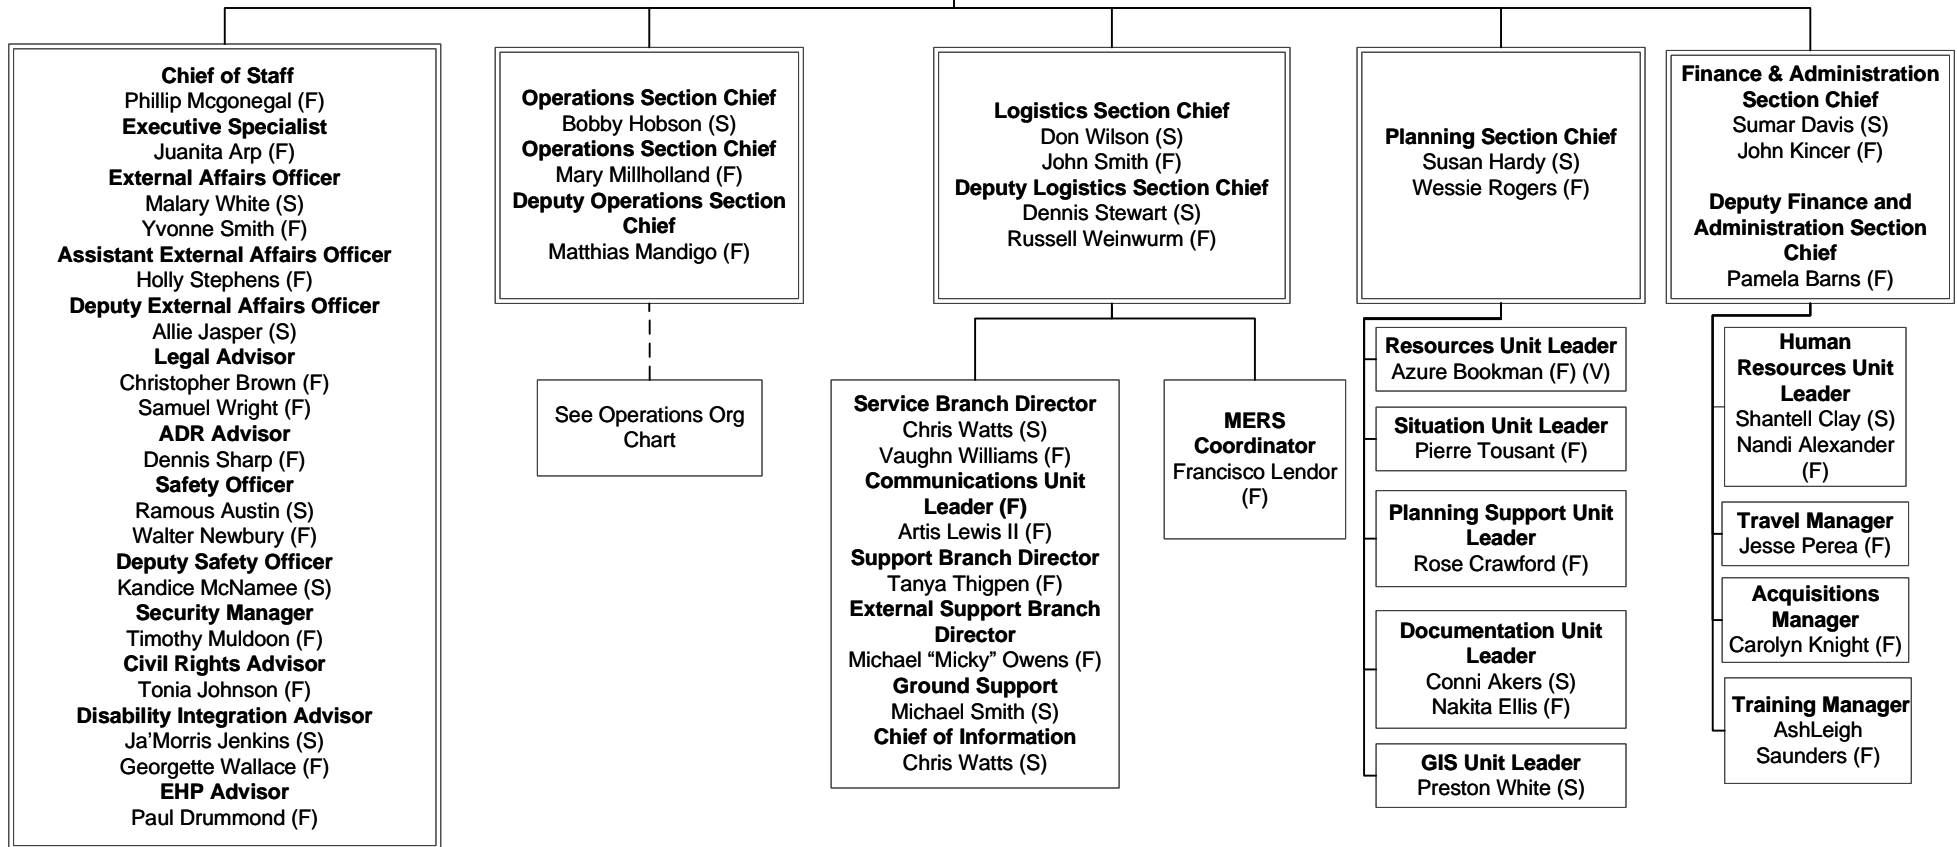 Chief of Staff
Phillip Mcgonegal (F)
Executive Specialist
Juanita Arp (F)
External Affairs Officer
Malary White (S)
Yvonne Smith (F)
Assistant External Affairs Officer
Holly Stephens (F)
Deputy External Affairs Officer
Allie Jasper (S)
Legal Advisor
Christopher Brown (F)
Samuel Wright (F)
ADR Advisor
Dennis Sharp (F)
Safety Officer
Ramous Austin (S)
Walter Newbury (F)
Deputy Safety Officer
Kandice McNamee (S)
Security Manager
Timothy Muldoon (F)
Civil Rights Advisor
Tonia Johnson (F)
Disability Integration Advisor
Ja’Morris Jenkins (S)
Georgette Wallace (F)
EHP Advisor
Paul Drummond (F)
Operations Section Chief
Bobby Hobson (S)
Operations Section Chief
Mary Millholland (F)
Deputy Operations Section
Chief
Matthias Mandigo (F)
See Operations Org
Chart
Logistics Section Chief
Don Wilson (S)
John Smith (F)
Deputy Logistics Section Chief
Dennis Stewart (S)
Russell Weinwurm (F)
Service Branch Director
Chris Watts (S)
Vaughn Williams (F)
Communications Unit
Leader (F)
Artis Lewis II (F)
Support Branch Director
Tanya Thigpen (F)
External Support Branch
Director
Michael “Micky” Owens (F)
Ground Support
Michael Smith (S)
Chief of Information
Chris Watts (S)
MERS
Coordinator
Francisco Lendor
(F)
Planning Section Chief
Susan Hardy (S)
Wessie Rogers (F)
Resources Unit Leader
Azure Bookman (F) (V)
Situation Unit Leader
Pierre Tousant (F)
Planning Support Unit
Leader
Rose Crawford (F)
Documentation Unit
Leader
Conni Akers (S)
Nakita Ellis (F)
GIS Unit Leader
Preston White (S)
Finance & Administration
Section Chief
Sumar Davis (S)
John Kincer (F)
Deputy Finance and
Administration Section
Chief
Pamela Barns (F)
Human
Resources Unit
Leader
Shantell Clay (S)
Nandi Alexander
(F)
Travel Manager
Jesse Perea (F)
Acquisitions
Manager
Carolyn Knight (F)
Training Manager
AshLeigh
Saunders (F)